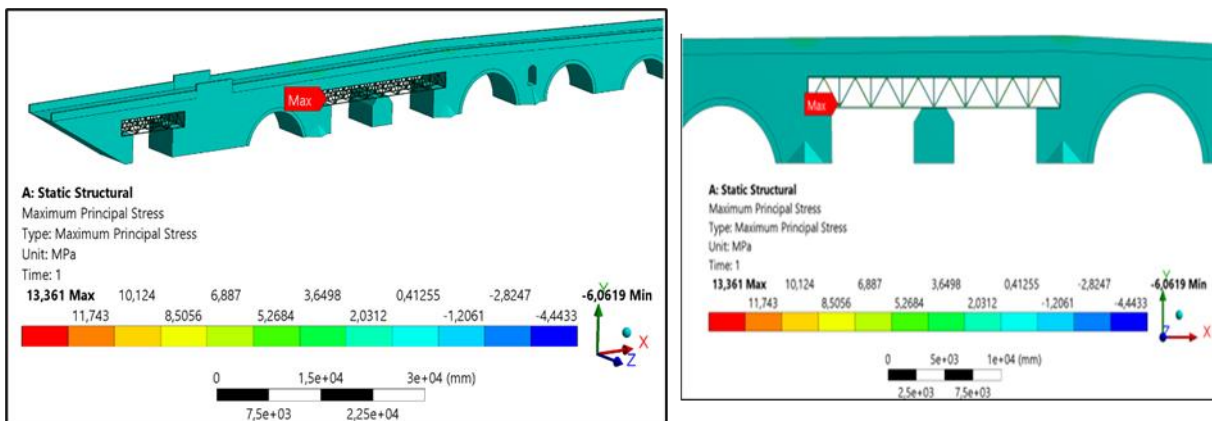 Max
A: Static Structural
Maximum Principal Stress
Type: Maximum Principal Stress
Unit: MPa
Time: 1
13,361 Max 10,124 6,887 3,6498 0,41255 -2,8247 -6,0619 Min
11,743 8,5056 5,2684 2,0312 -1,2061 -4,4433
Y
X
Z
0 1,5e+04 3e+04 (mm)
7,5e+03 2,25e+04
Max
A: Static Structural
Maximum Principal Stress
Type: Maximum Principal Stress
Unit: MPa
Time: 1
13,361 Max 10,124 6,887 3,6498 0,41255 -2,8247 -6,0619 Min
11,743 8,5056 5,2684 2,0312 -1,2061 -4,4433
Y
X
Z
0 5e+03 1e+04 (mm)
2,5e+03 7,5e+03